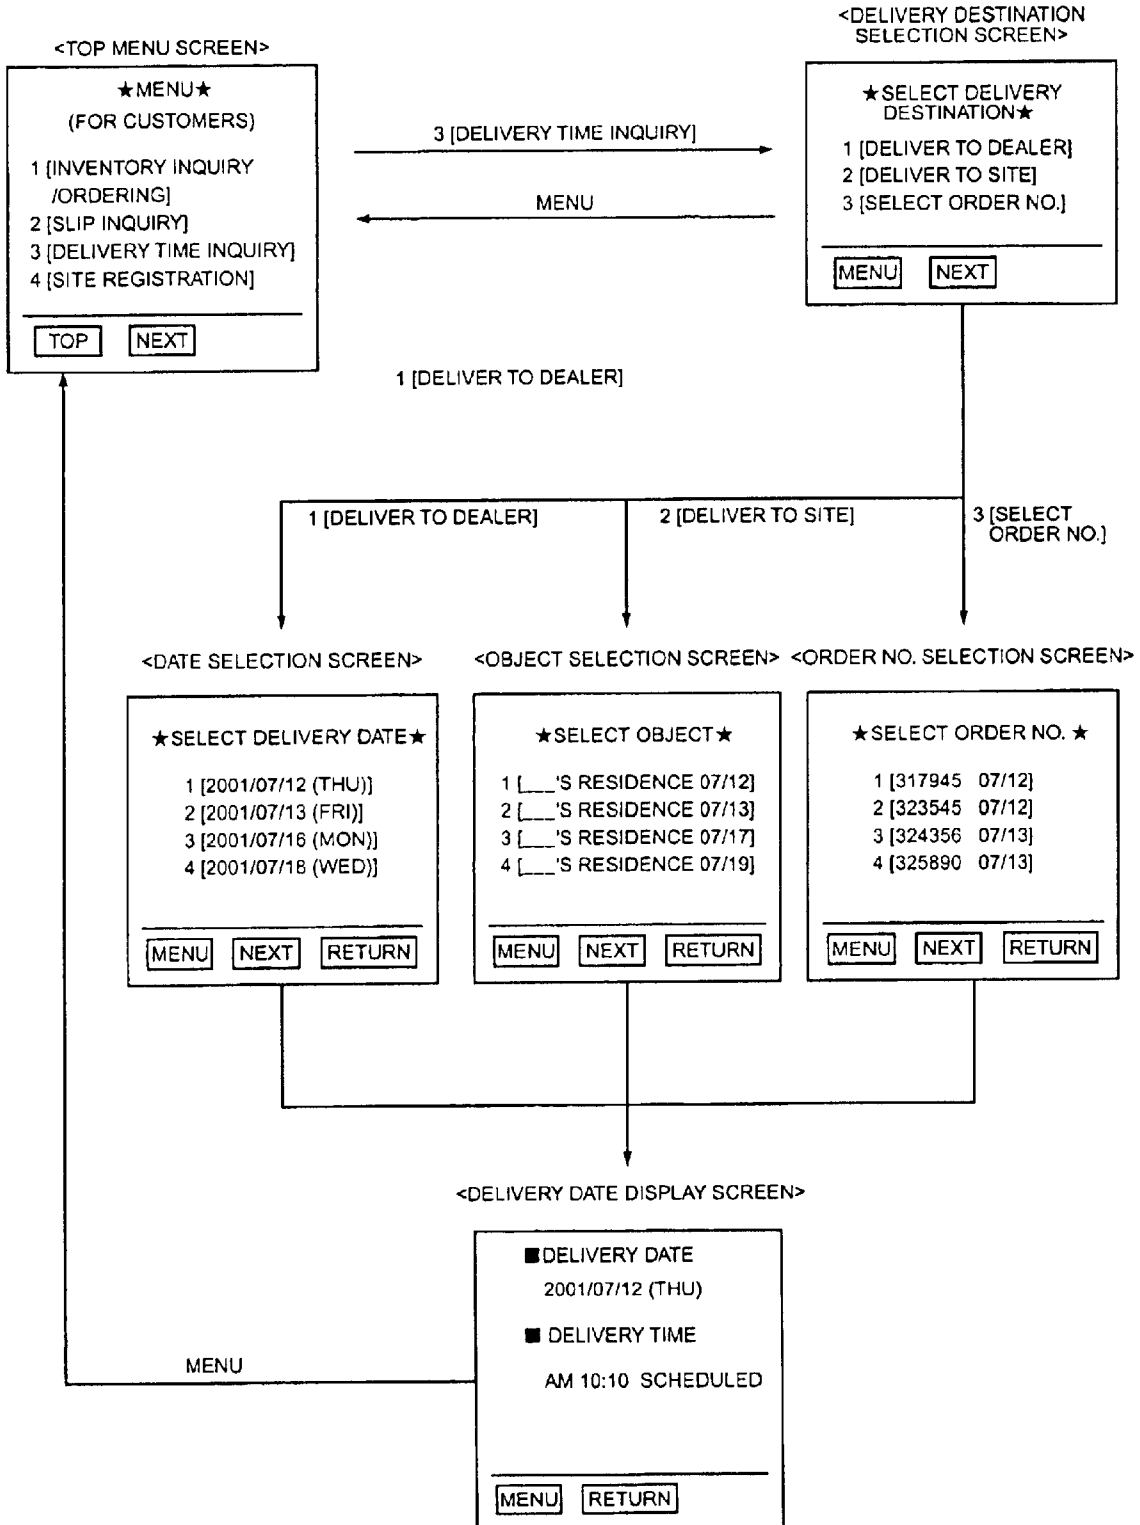 <TOP MENU SCREEN>
★MENU★
(FOR CUSTOMERS)
1 [INVENTORY INQUIRY
/ORDERING]
2 [SLIP INQUIRY]
3 [DELIVERY TIME INQUIRY]
4 [SITE REGISTRATION]
TOP NEXT
3 [DELIVERY TIME INQUIRY]
MENU
<DELIVERY DESTINATION
SELECTION SCREEN>
★SELECT DELIVERY
DESTINATION★
1 [DELIVER TO DEALER]
2 [DELIVER TO SITE]
3 [SELECT ORDER NO.]
MENU NEXT
1 [DELIVER TO DEALER]
1 [DELIVER TO DEALER]
2 [DELIVER TO SITE]
3 [SELECT
ORDER NO.]
<DATE SELECTION SCREEN>
★SELECT DELIVERY DATE★
1 [2001/07/12 (THU)]
2 [2001/07/13 (FRI)]
3 [2001/07/16 (MON)]
4 [2001/07/18 (WED)]
MENU NEXT RETURN
<OBJECT SELECTION SCREEN>
★SELECT OBJECT★
1 [___'S RESIDENCE 07/12]
2 [___'S RESIDENCE 07/13]
3 [___'S RESIDENCE 07/17]
4 [___'S RESIDENCE 07/19]
MENU NEXT RETURN
<ORDER NO. SELECTION SCREEN>
★SELECT ORDER NO. ★
1 [317945 07/12]
2 [323545 07/12]
3 [324356 07/13]
4 [325890 07/13]
MENU NEXT RETURN
<DELIVERY DATE DISPLAY SCREEN>
■DELIVERY DATE
2001/07/12 (THU)
■ DELIVERY TIME
AM 10:10 SCHEDULED
MENU RETURN
MENU